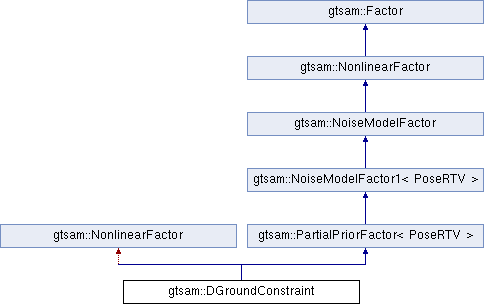 gtsam::Factor
gtsam::NonlinearFactor
gtsam::NoiseModelFactor
gtsam::NoiseModelFactor1< PoseRTV >
gtsam::NonlinearFactor
gtsam::PartialPriorFactor< PoseRTV >
gtsam::DGroundConstraint